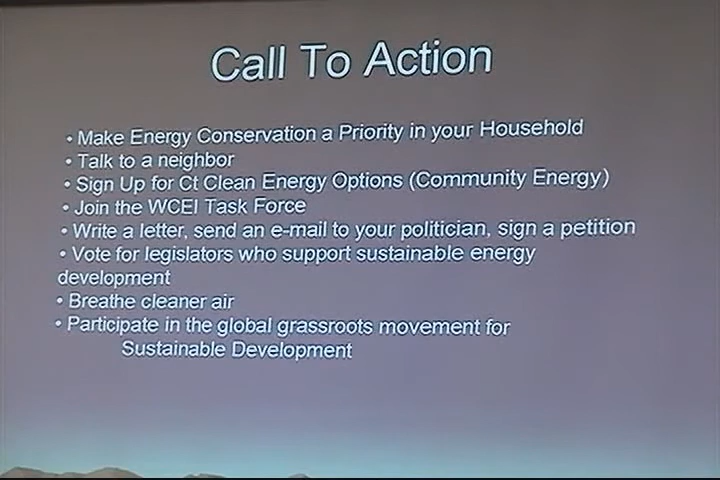 Call To Action
• Make Energy Conservation a Priority in your Household
• Talk to a neighbor
• Sign Up for Ct Clean Energy Options (Community Energy)
• Join the WCEI Task Force
• Write a letter, send an e-mail to your politician, sign a petition
• Vote for legislators who support sustainable energy
development
• Breathe cleaner air
• Participate in the global grassroots movement for
Sustainable Development